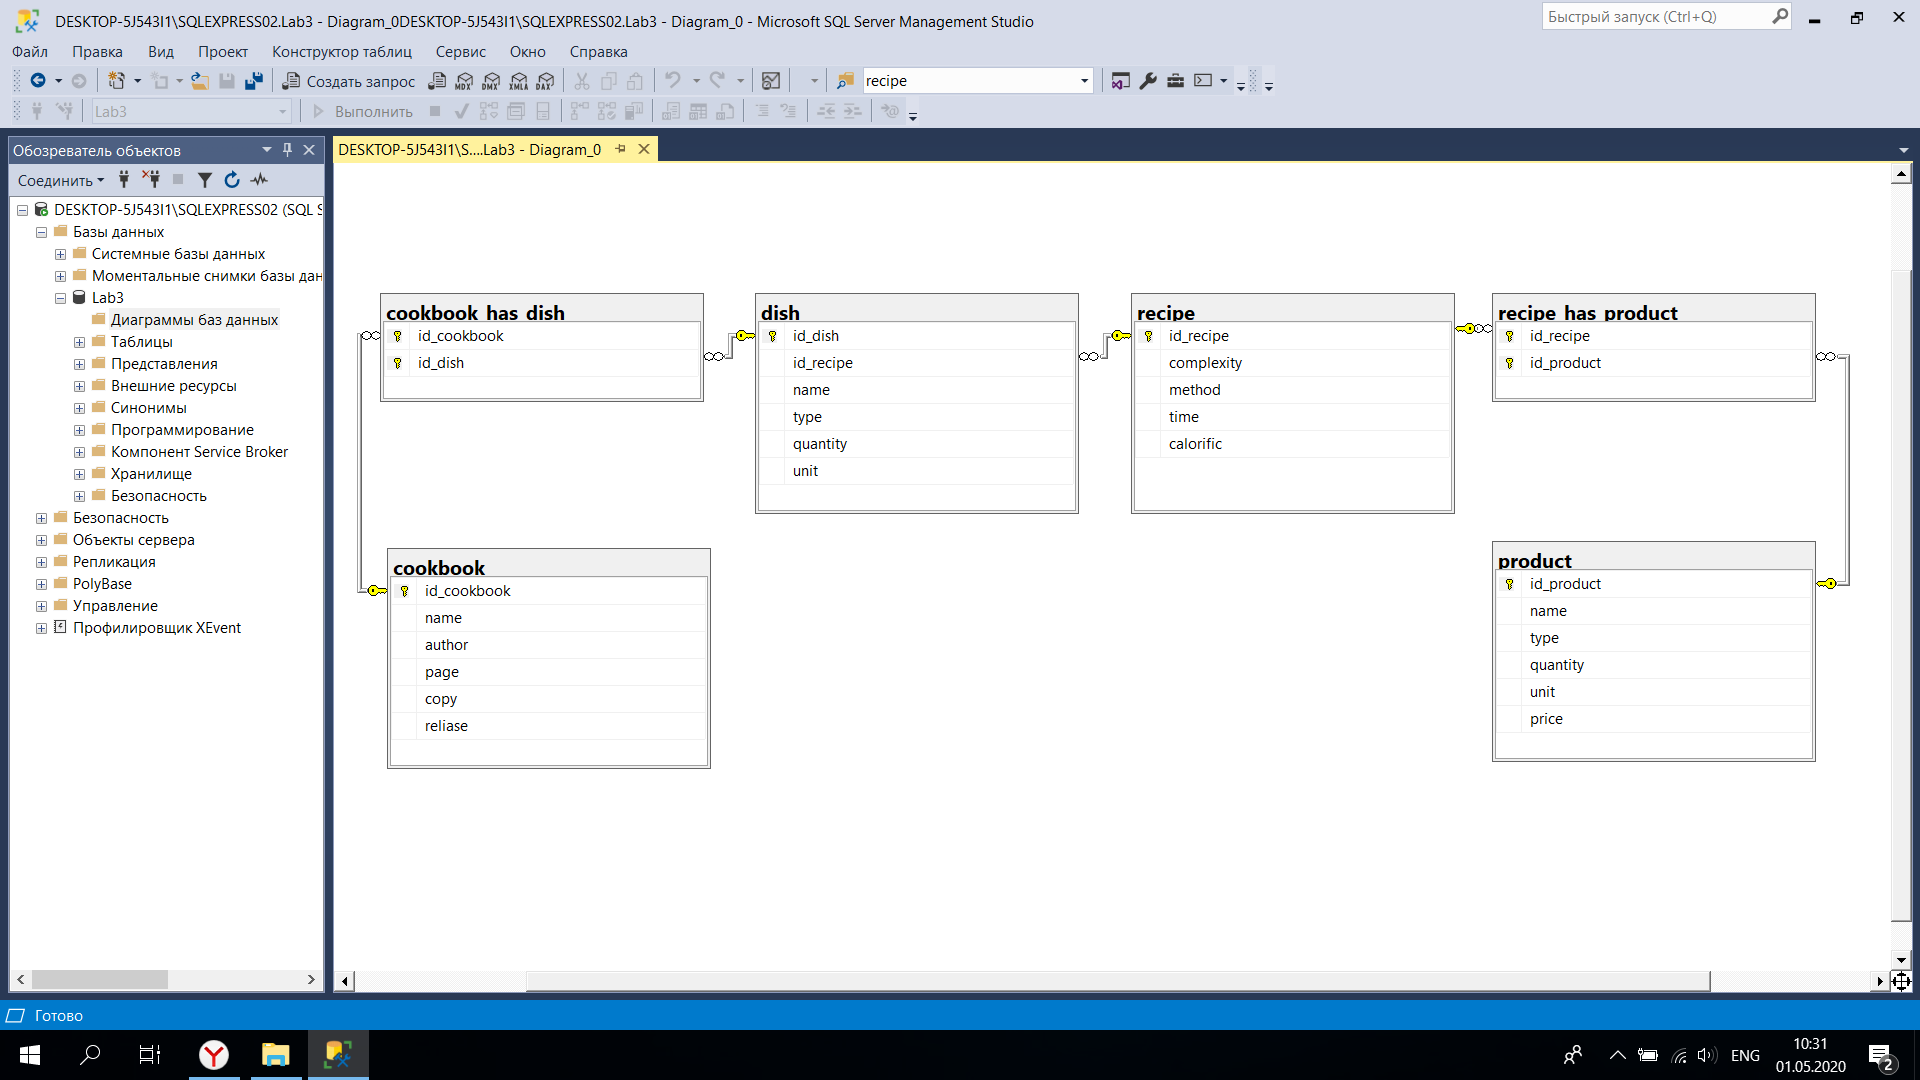 DESKTOP-5J543I1\SQLEXPRESS02.Lab3 - Diagram_0DESKTOP-5J543I1\SQLEXPRESS02.Lab3 - Diagram_0 - Microsoft SQL Server Management Studio
Быстрый запуск (Ctrl+Q)
Файл Правка Вид Проект Конструктор таблиц Сервис Окно Справка
Создать запрос MDX DMX XMLA DAX recipe
Lab3 Выполнить
Обозреватель объектов
DESKTOP-5J543I1\S....Lab3 - Diagram_0
Соединить
DESKTOP-5J543I1\SQLEXPRESS02 (SQL S
Базы данных
Системные базы данных
Моментальные снимки базы дан
Lab3
Диаграммы баз данных
Таблицы
Представления
Внешние ресурсы
Синонимы
Программирование
Компонент Service Broker
Хранилище
Безопасность
Безопасность
Объекты сервера
Репликация
PolyBase
Управление
Профилировщик XEvent
cookbook_has_dish
id_cookbook
id_dish
dish
id_dish
id_recipe
name
type
quantity
unit
recipe
id_recipe
complexity
method
time
calorific
recipe_has_product
id_recipe
id_product
cookbook
id_cookbook
name
author
page
copy
reliase
product
id_product
name
type
quantity
unit
price
Готово
ENG
10:31
01.05.2020
2